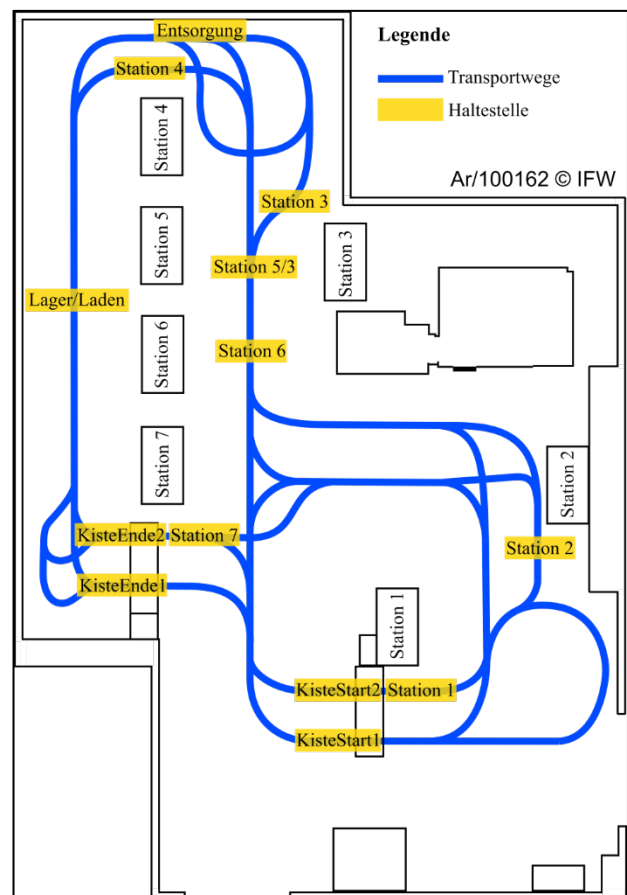 Entsorgung
Legende
Station 4
Transportwege
Haltestelle
Station 4
Ar/100162 © IFW
Station 3
Station 5
Station 3
Station 5/3
Lager/Laden
Station 6
Station 6
Station 7
Station 2
KisteEnde2
Station 7
Station 2
KisteEnde1
Station 1
KisteStart2
Station 1
KisteStart1